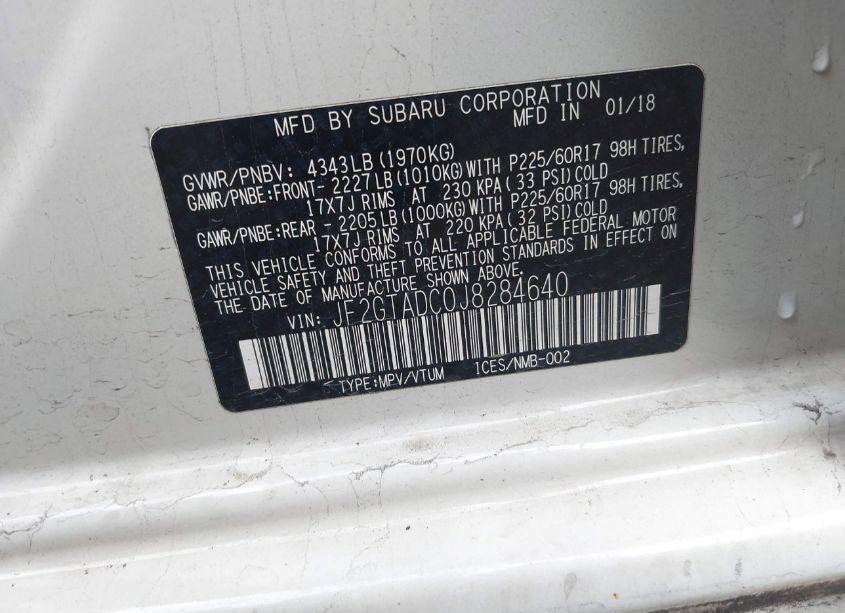 MFD BY SUBARU CORPORATION
MFD IN 01/18
GVWR/PNBV: 4343LB(1970KG)
GAWR/PNBE:FRONT- 2227LB(1010KG)WITH P225/60R17 98H TIRES,
17X7J RIMS AT 230 KPA( 33 PSI)COLD
GAWR/PNBE:REAR - 2205LB(1000KG)WITH P225/60R17 98H TIRES,
17X7J RIMS AT 220 KPA( 32 PSI)COLD
THIS VEHICLE CONFORMS TO ALL APPLICABLE FEDERAL MOTOR
VEHICLE SAFETY AND THEFT PREVENTION STANDARDS IN EFFECT ON
THE DATE OF MANUFACTURE SHOWN ABOVE.
VIN: JF2GTADC0J8284640
TYPE:MPV/VTUM ICES/NMB-002